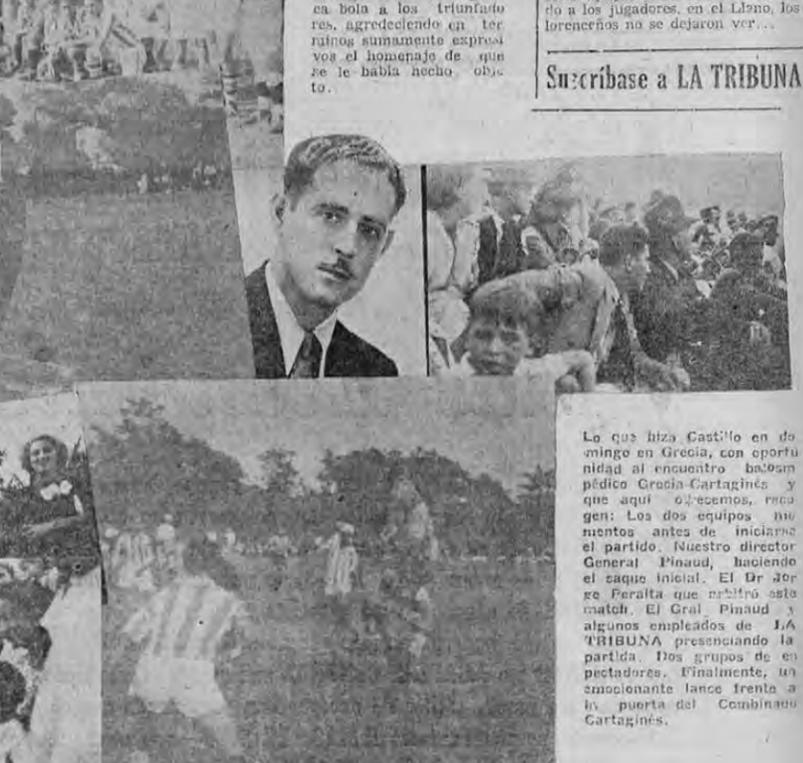 ca bola a los triunfado
res, agredeciendo en ter
minos sumamente expresi
vos el homenaje de que
se le habla hecho obje
to.
do a los jugadores, en el Llano, los
lorenceños no se dejaron ver...
Suscríbase a LA TRIBUNA
Lo que hizo Castillo en do
mingo en Grecia, con oportu
nidad al encuentro balosm
pédico Grecia-Cartaginés y
que aquí ofrecemos, reco
gen: Los dos equipos mo
mentos antes de iniciarse
el partido. Nuestro director
General Pinaud, haciendo
el saque inicial. El Dr Jor
ge Peralta que arbitró este
match. El Gral. Pinaud y
algunos empleados de LA
TRIBUNA presenciando la
partida. Dos grupos de es
pectadores. Finalmente, un
emocionante lance frente a
la puerta del Combinado
Cartaginés.